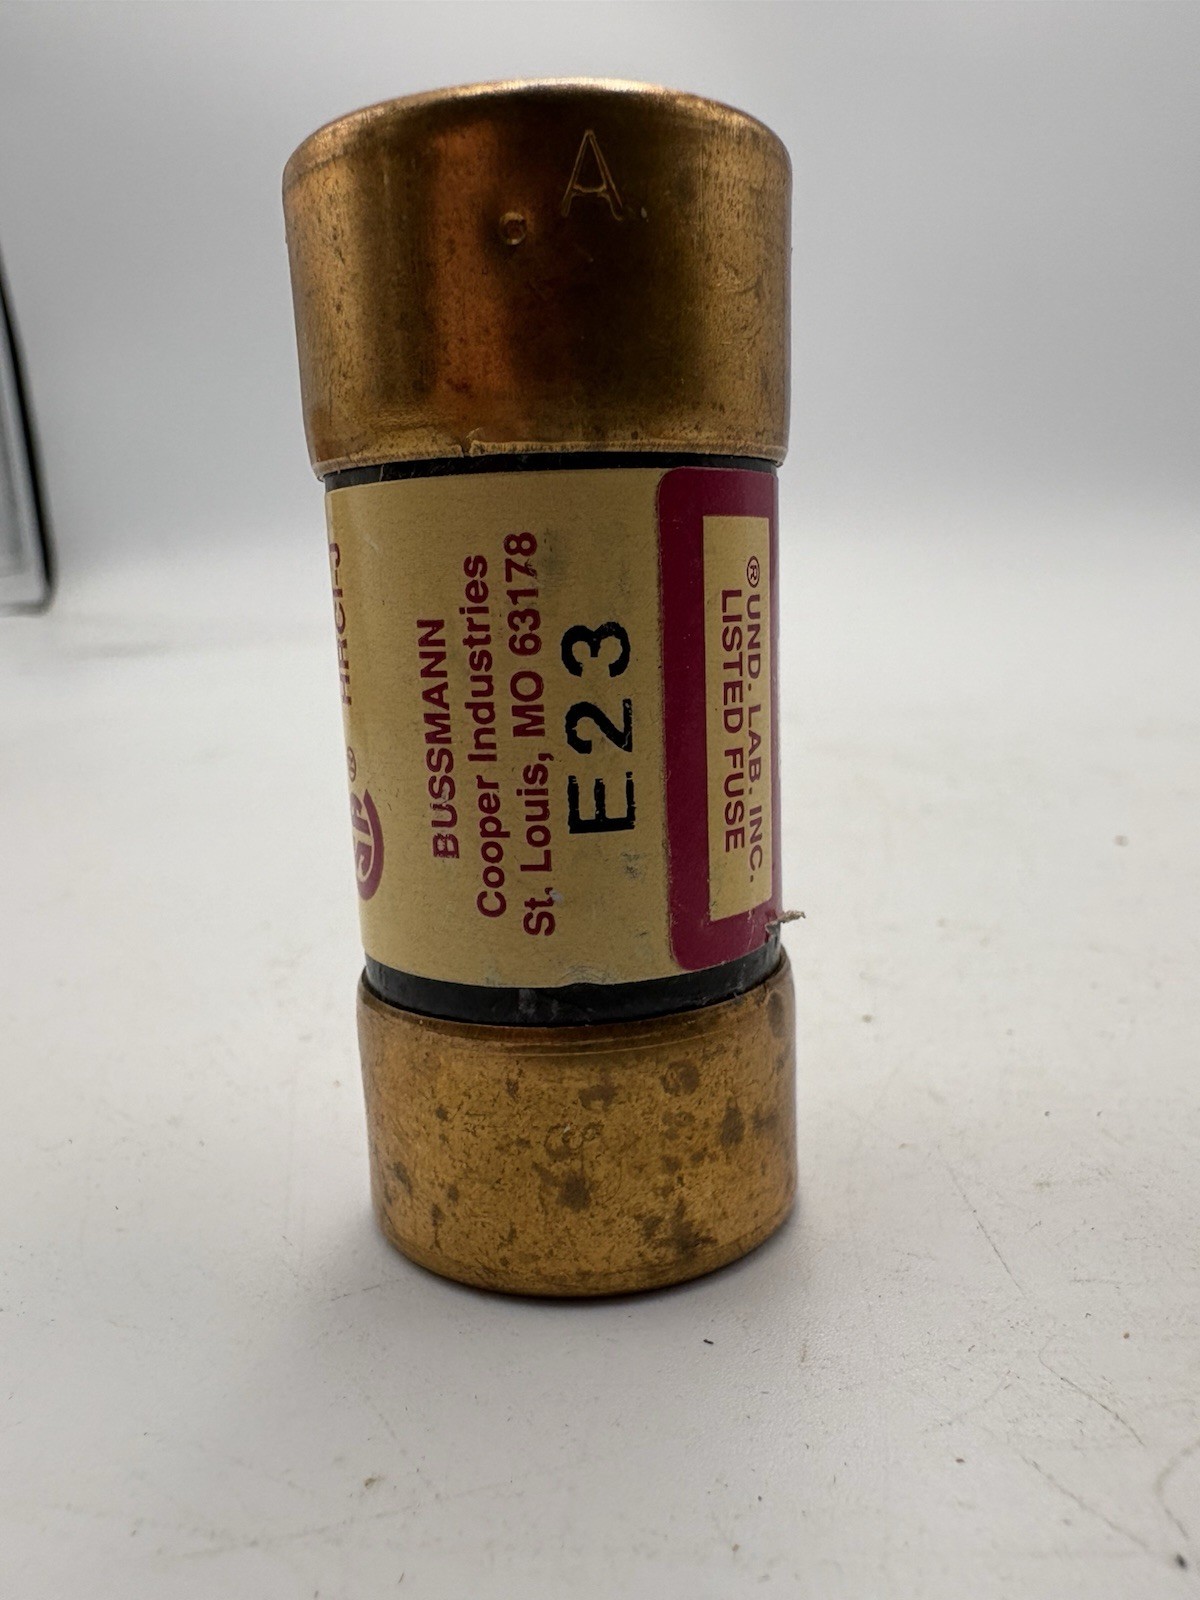 A
HRCI-J
®
BUSSMANN
Cooper Industries
St. Louis, MO 63178
E23
® UND. LAB. INC.
LISTED FUSE